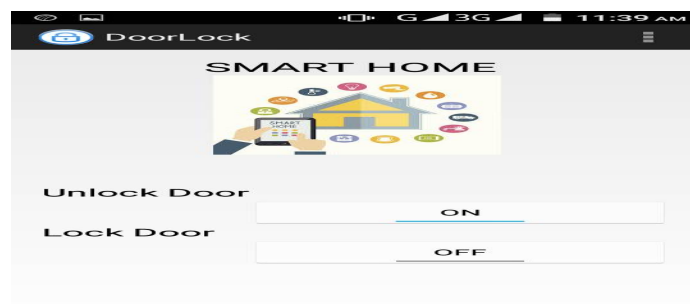 G 3G 11:39 AM
DoorLock
SMART HOME
SMART
HOME
Unlock Door
ON
Lock Door
OFF